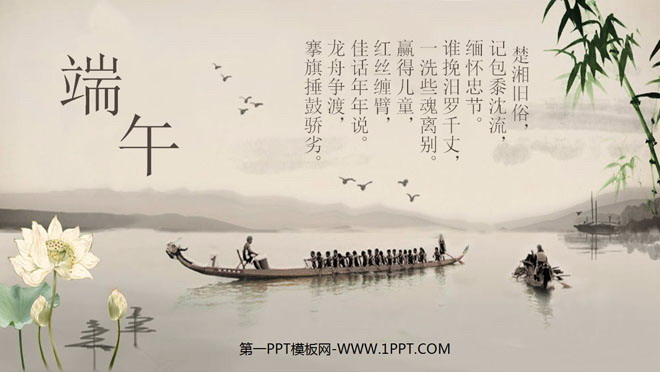 端午
楚湘旧俗，
记包黍沈流，
缅怀忠节。
谁挽汨罗千丈，
一洗些魂离别。
赢得儿童，
红丝缠臂，
佳话年年说。
龙舟争渡，
搴旗捶鼓骄劣。
第一PPT模板网-WWW.1PPT.COM